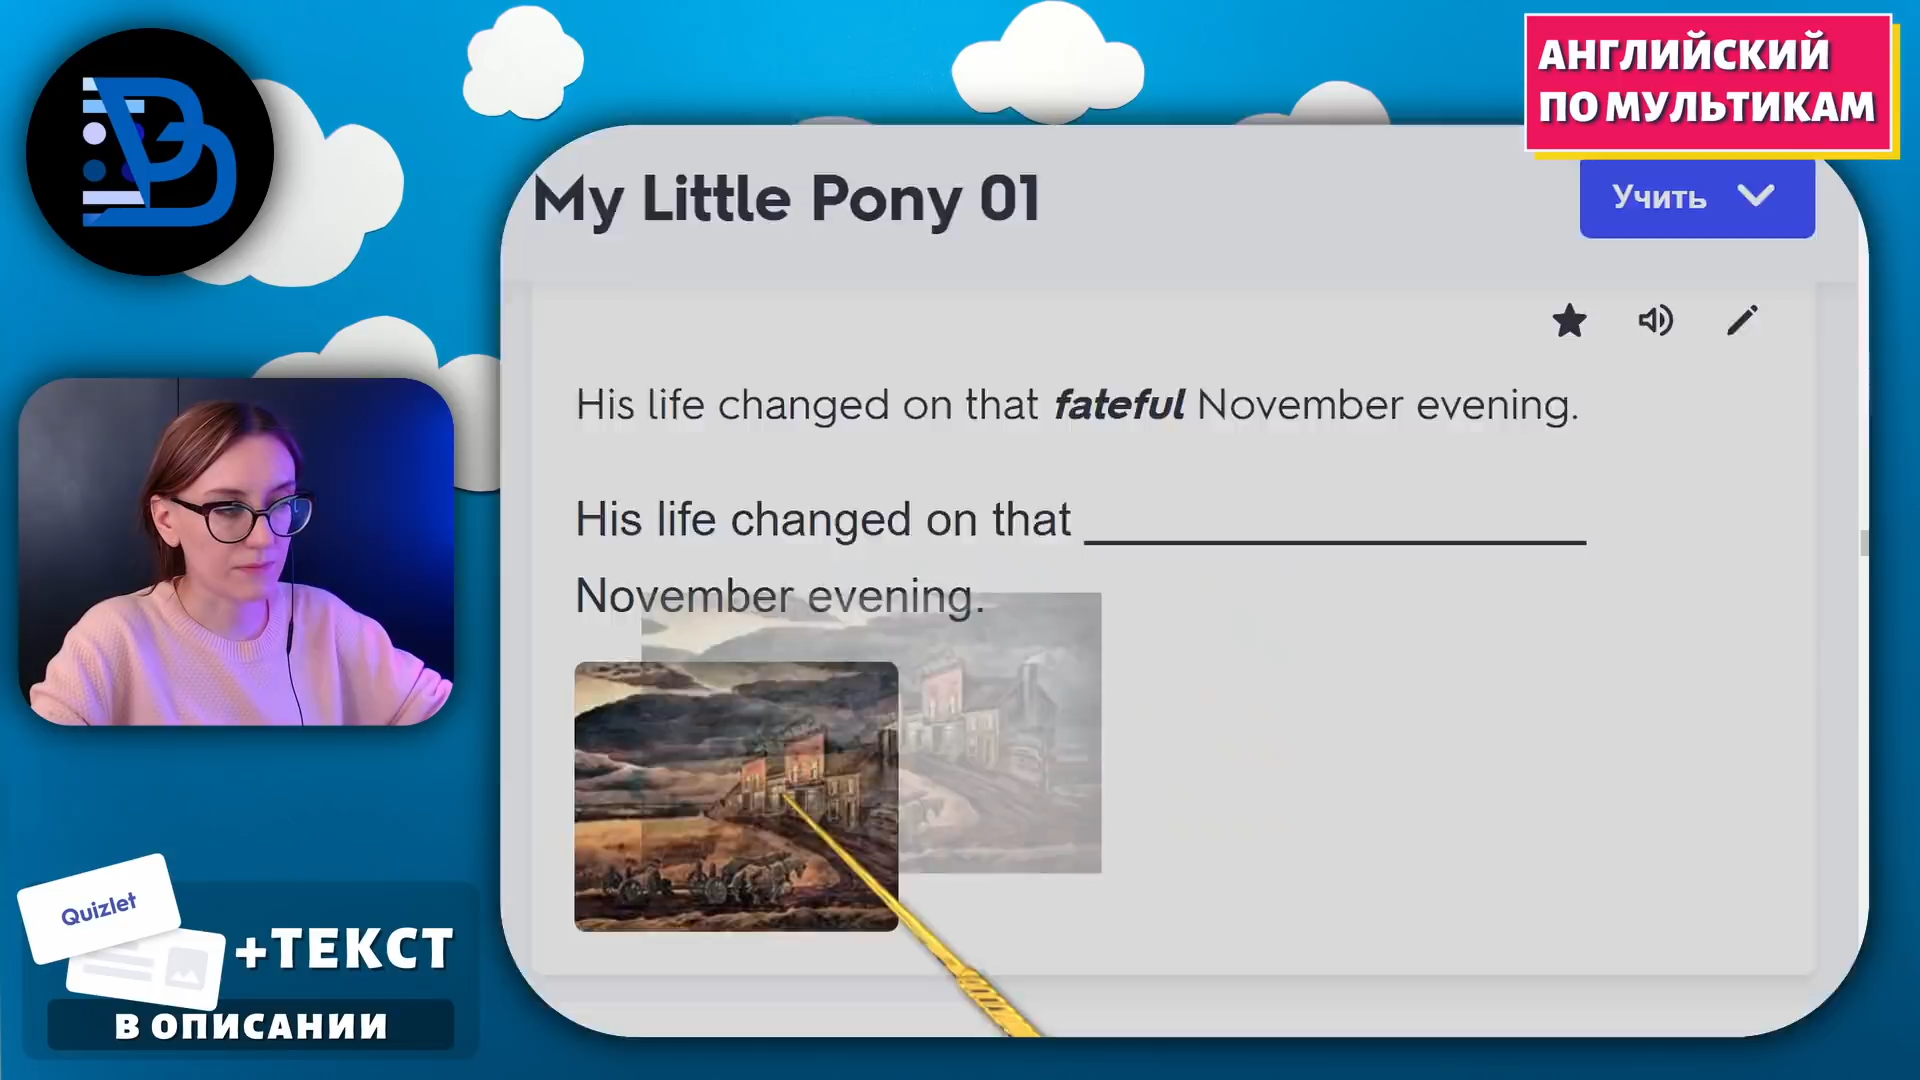 АНГЛИЙСКИЙ
ПО МУЛЬТИКАМ
My Little Pony 01
Учить
His life changed on that fateful November evening.
His life changed on that ____________________
November evening.
Quizlet
+ТЕКСТ
В ОПИСАНИИ